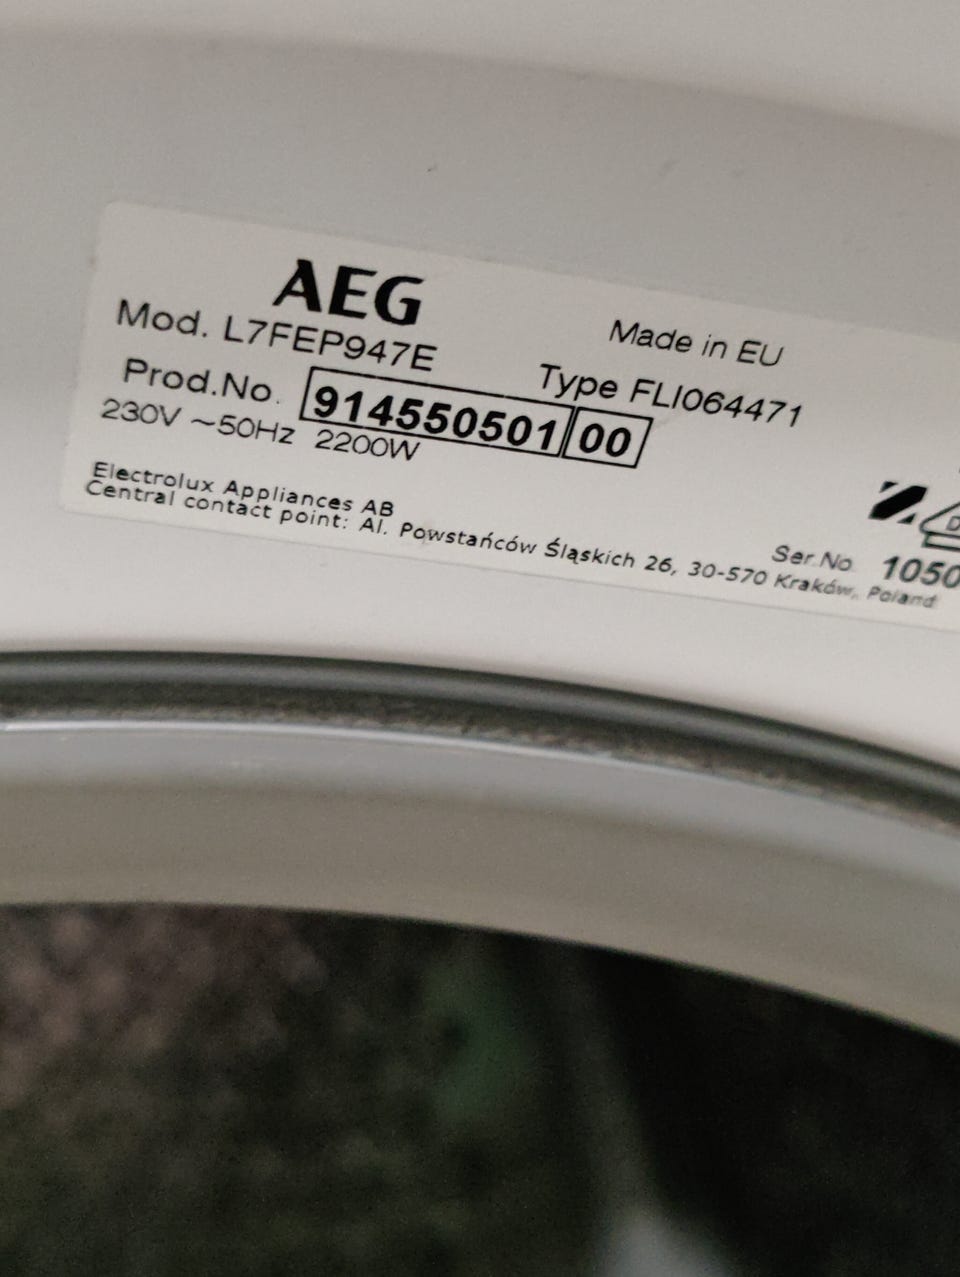 AEG
Made in EU
Mod. L7FEP947E
Type FLI064471
Prod.No. 914550501 00
230V ~50Hz 2200W
Electrolux Appliances AB
Ser.No. 1050
Central contact point: Al. Powstańców Śląskich 26, 30-570 Kraków, Poland
D